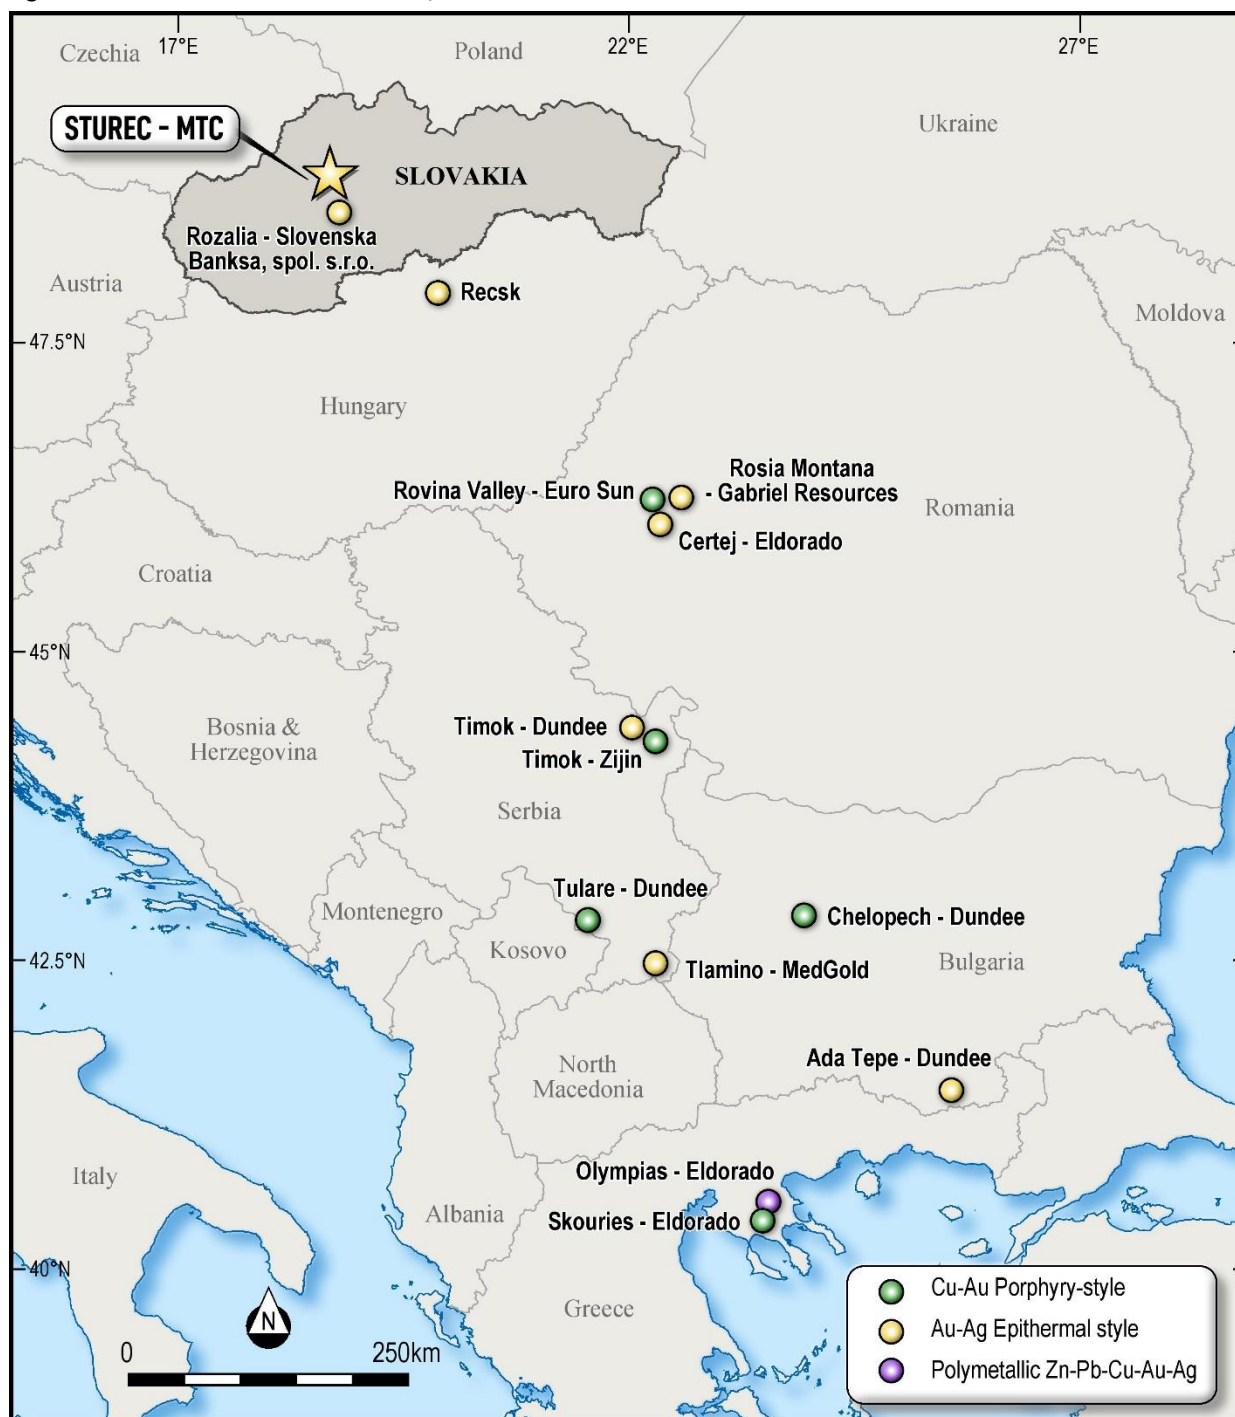 17°E
22°E
27°E
Czechia
Poland
Ukraine
STUREC - MTC
SLOVAKIA
Rozalia - Slovenska
Banksa, spol. s.r.o.
Austria
Recsk
Moldova
47.5°N
Hungary
Rosia Montana
- Gabriel Resources
Rovina Valley - Euro Sun
Romania
Certej - Eldorado
Croatia
45°N
Bosnia &
Herzegovina
Timok - Dundee
Timok - Zijin
Serbia
Tulare - Dundee
Montenegro
Chelopech - Dundee
Kosovo
42.5°N
Tlamino - MedGold
Bulgaria
North
Macedonia
Ada Tepe - Dundee
Italy
Olympias - Eldorado
Albania
Skouries - Eldorado
40°N
Greece
N
0
250km
Cu-Au Porphyry-style
Au-Ag Epithermal style
Polymetallic Zn-Pb-Cu-Au-Ag